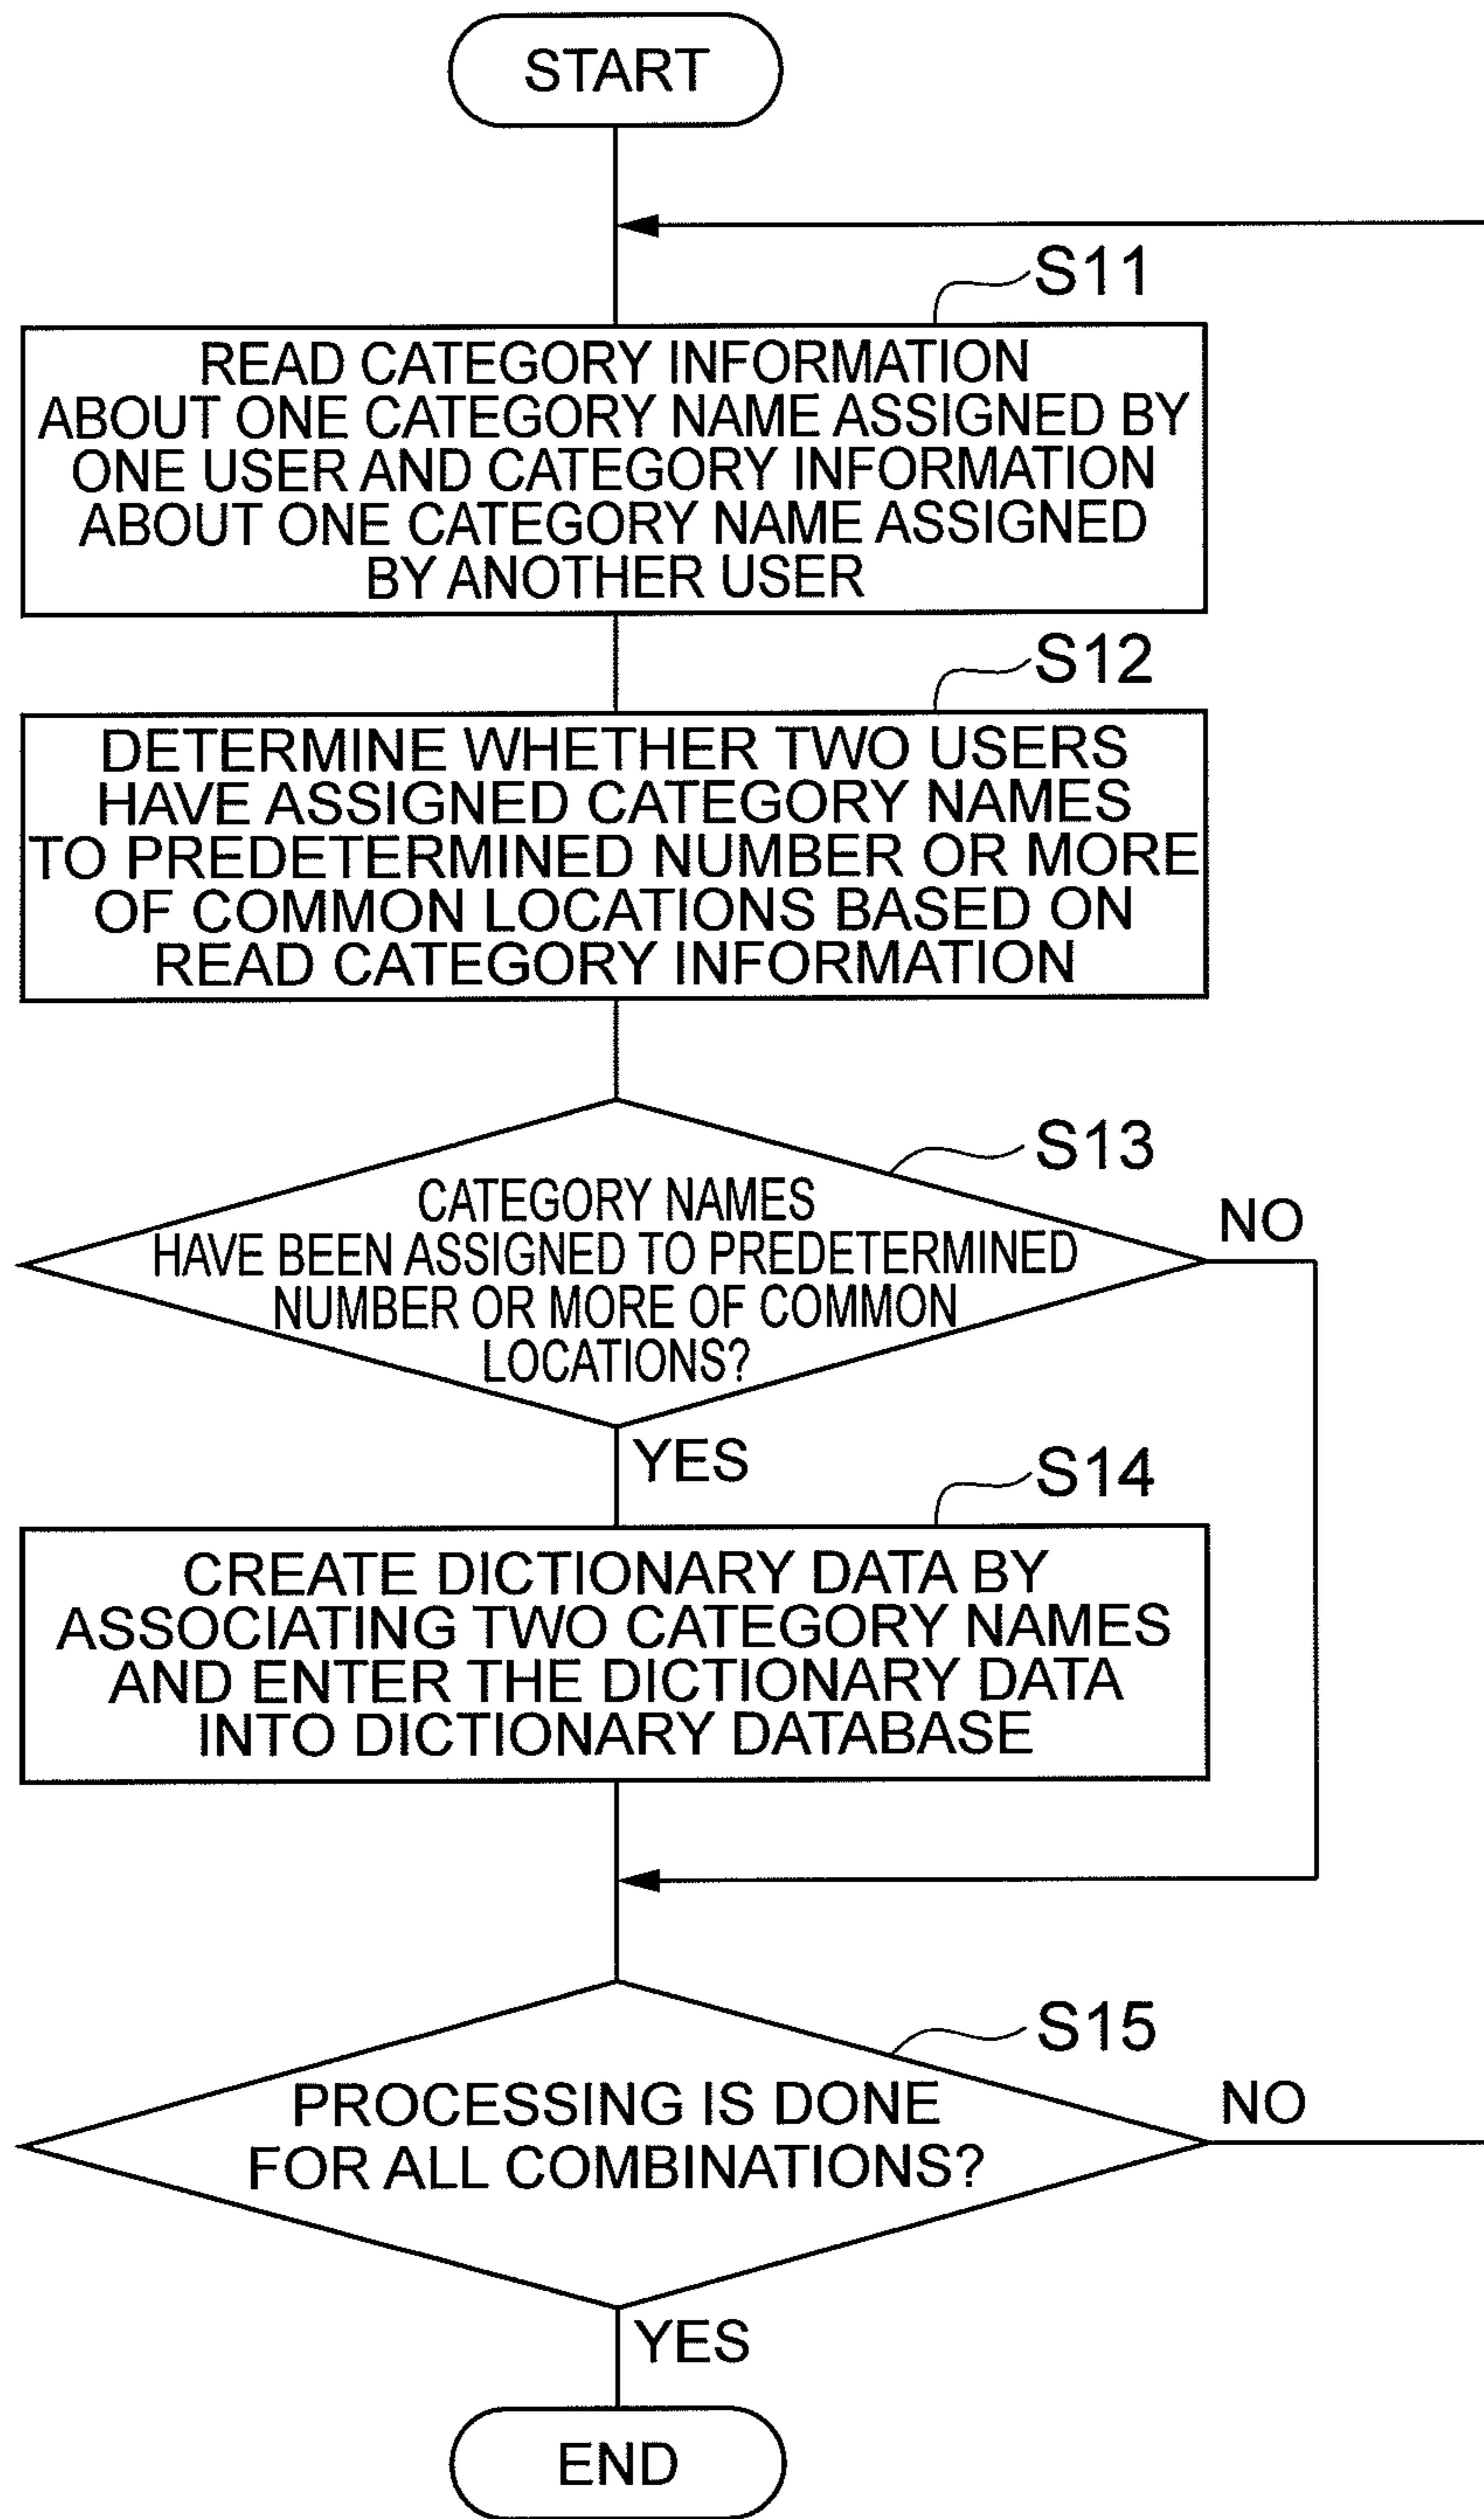 START
S11
READ CATEGORY INFORMATION
ABOUT ONE CATEGORY NAME ASSIGNED BY
ONE USER AND CATEGORY INFORMATION
ABOUT ONE CATEGORY NAME ASSIGNED
BY ANOTHER USER
S12
DETERMINE WHETHER TWO USERS
HAVE ASSIGNED CATEGORY NAMES
TO PREDETERMINED NUMBER OR MORE
OF COMMON LOCATIONS BASED ON
READ CATEGORY INFORMATION
S13
CATEGORY NAMES
HAVE BEEN ASSIGNED TO PREDETERMINED
NUMBER OR MORE OF COMMON
LOCATIONS?
NO
YES
S14
CREATE DICTIONARY DATA BY
ASSOCIATING TWO CATEGORY NAMES
AND ENTER THE DICTIONARY DATA
INTO DICTIONARY DATABASE
S15
PROCESSING IS DONE
FOR ALL COMBINATIONS?
NO
YES
END